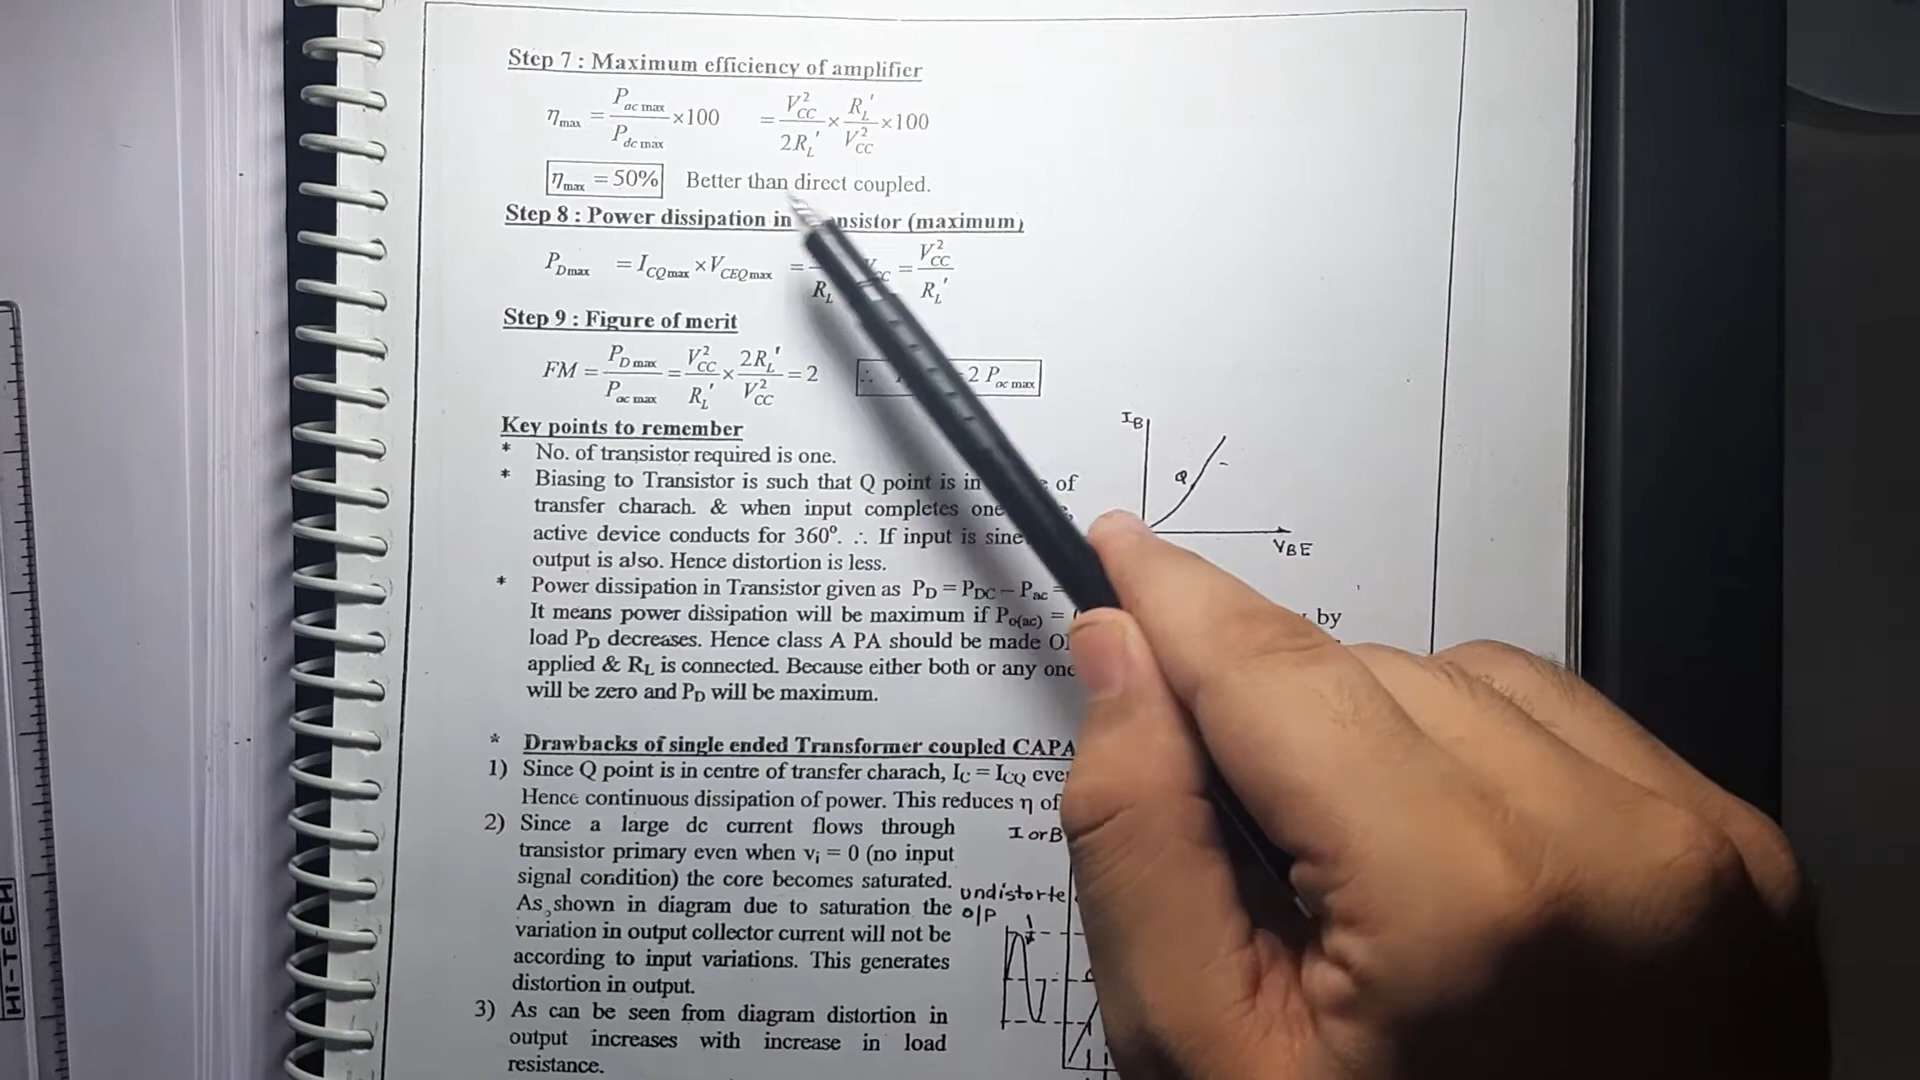 Step 7 : Maximum efficiency of amplifier
η_max = P_ac max / P_dc max ×100 = V²_CC / 2R_L' × R_L' / V²_CC ×100
η_max = 50% Better than direct coupled.
Step 8 : Power dissipation in nsistor (maximum)
P_Dmax = I_CQmax × V_CEQmax = R_L = V²_CC / R_L'
Step 9 : Figure of merit
FM = P_D max / P_ac max = V²_CC / R_L' × 2R_L' / V²_CC = 2 ∴ 2 P_ac max
Key points to remember
* No. of transistor required is one.
* Biasing to Transistor is such that Q point is in of
transfer charach. & when input completes one
active device conducts for 360°. ∴ If input is sine
output is also. Hence distortion is less.
* Power dissipation in Transistor given as P_D = P_DC – P_ac =
It means power dissipation will be maximum if P_o(ac) = by
load P_D decreases. Hence class A PA should be made
applied & R_L is connected. Because either both or any one
will be zero and P_D will be maximum.
I_B
Q
V_BE
* Drawbacks of single ended Transformer coupled CAPA
1) Since Q point is in centre of transfer charach, I_C = I_CQ
Hence continuous dissipation of power. This reduces η of
2) Since a large dc current flows through
transistor primary even when v_i = 0 (no input
signal condition) the core becomes saturated.
As shown in diagram due to saturation the
variation in output collector current will not be
according to input variations. This generates
distortion in output.
3) As can be seen from diagram distortion in
output increases with increase in load
resistance.
I or B
undistorte
O/P
HI-TECH